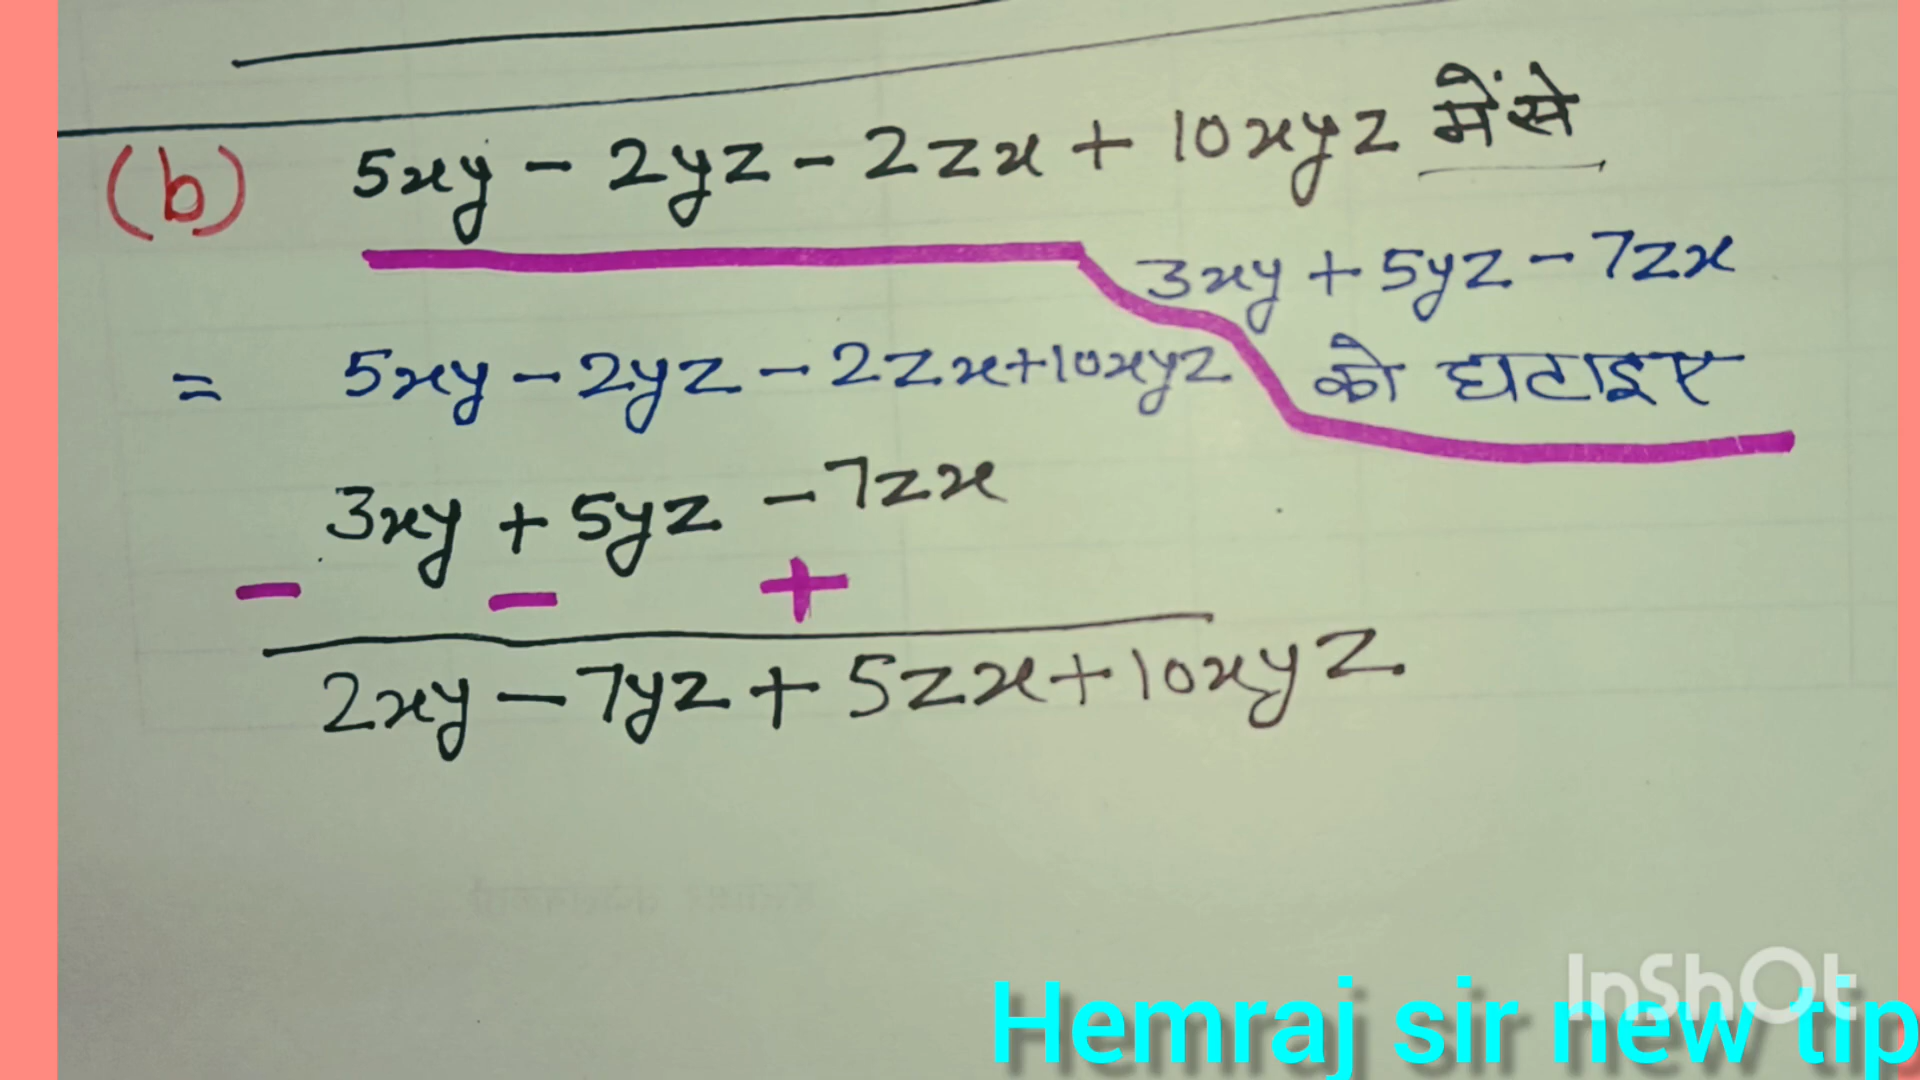 (b) 5xy - 2yz - 2zx + 10xyz में से
3xy + 5yz - 7zx
= 5xy - 2yz - 2zx + 10xyz को घटाइए
3xy + 5yz - 7zx
- - +
2xy - 7yz + 5zx + 10xyz.
InShOt
Hemraj sir new tip